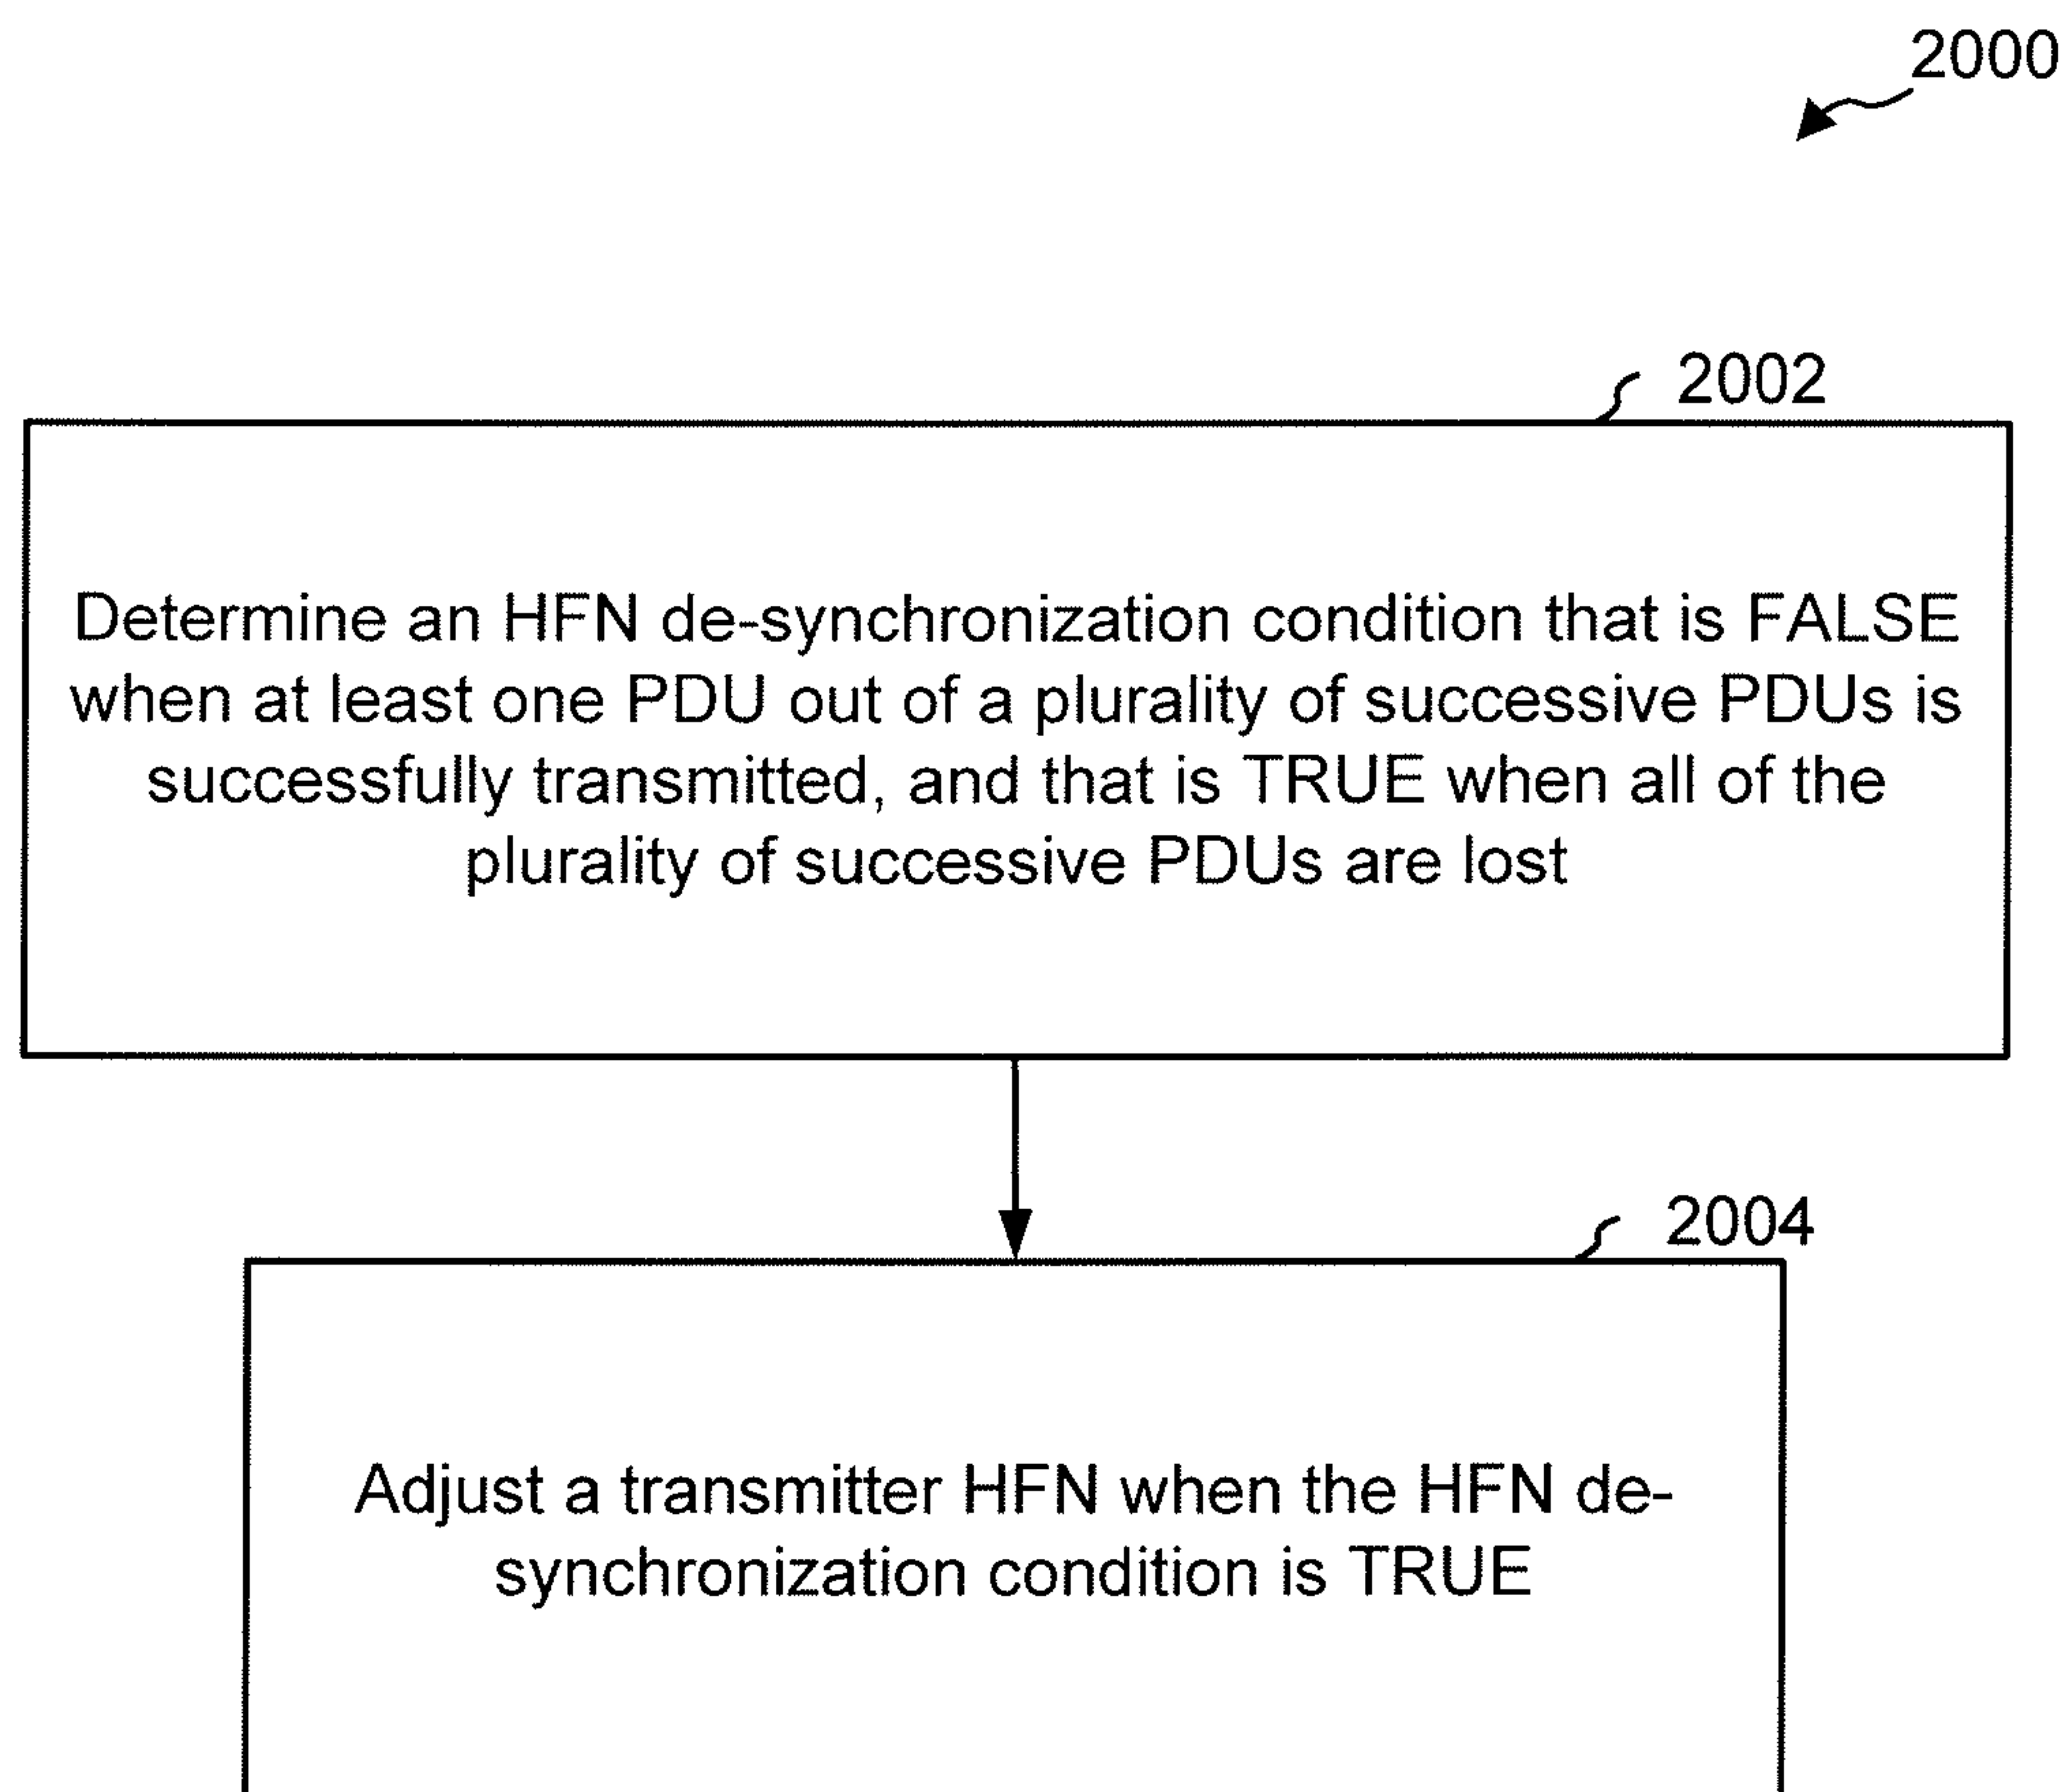 2000
2002
Determine an HFN de-synchronization condition that is FALSE
when at least one PDU out of a plurality of successive PDUs is
successfully transmitted, and that is TRUE when all of the
plurality of successive PDUs are lost
2004
Adjust a transmitter HFN when the HFN de-
synchronization condition is TRUE